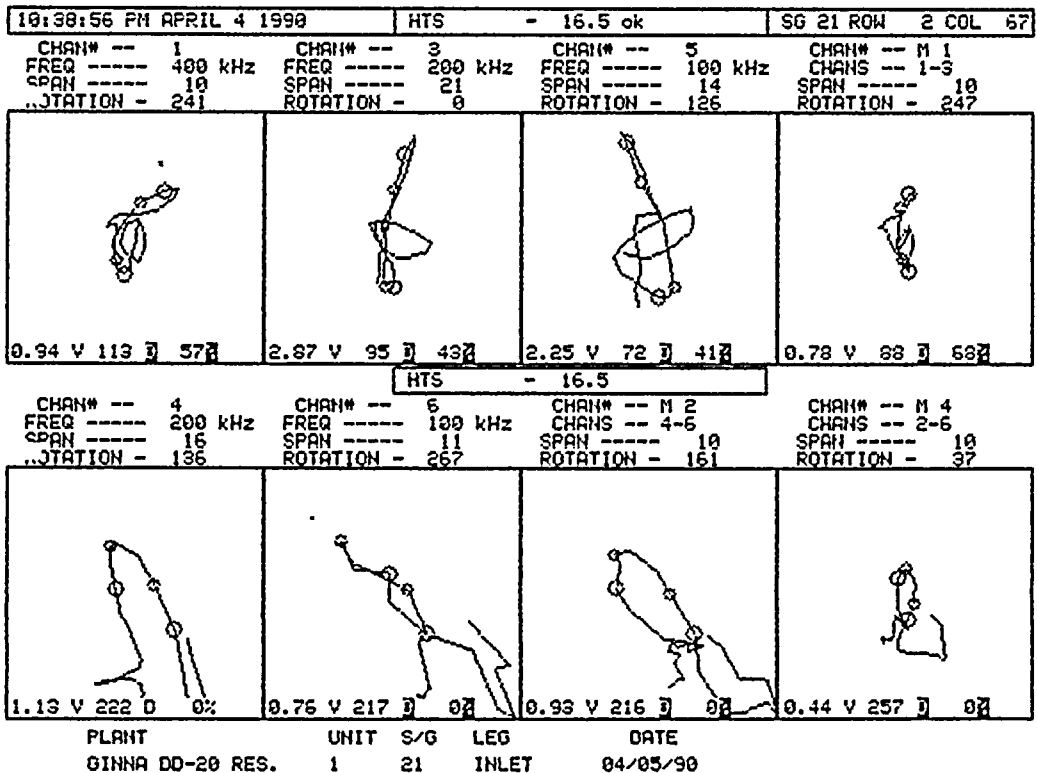 10:38:56 PM APRIL 4 1990 HTS - 16.5 ok SG 21 ROW 2 COL 67
CHAN# -- 1 CHAN# -- 3 CHAN# -- 5 CHAN# -- M 1
FREQ ----- 400 kHz FREQ ----- 200 kHz FREQ ----- 100 kHz CHANS -- 1-3
SPAN ----- 10 SPAN ----- 21 SPAN ----- 14 SPAN ----- 10
..OTATION - 241 ROTATION - 0 ROTATION - 126 ROTATION - 247
0.94 V 113 D 57% 2.87 V 95 D 43% 2.25 V 72 D 41% 0.78 V 88 D 68%
HTS - 16.5
CHAN# -- 4 CHAN# -- 6 CHAN# -- M 2 CHAN# -- M 4
FREQ ----- 200 kHz FREQ ----- 100 kHz CHANS -- 4-6 CHANS -- 2-6
SPAN ----- 16 SPAN ----- 11 SPAN ----- 10 SPAN ----- 10
..OTATION - 136 ROTATION - 267 ROTATION - 161 ROTATION - 37
1.13 V 222 D 0% 0.76 V 217 D 0% 0.93 V 216 D 0% 0.44 V 257 D 0%
PLANT UNIT S/G LEG DATE
GINNA DD-20 RES. 1 21 INLET 04/05/90